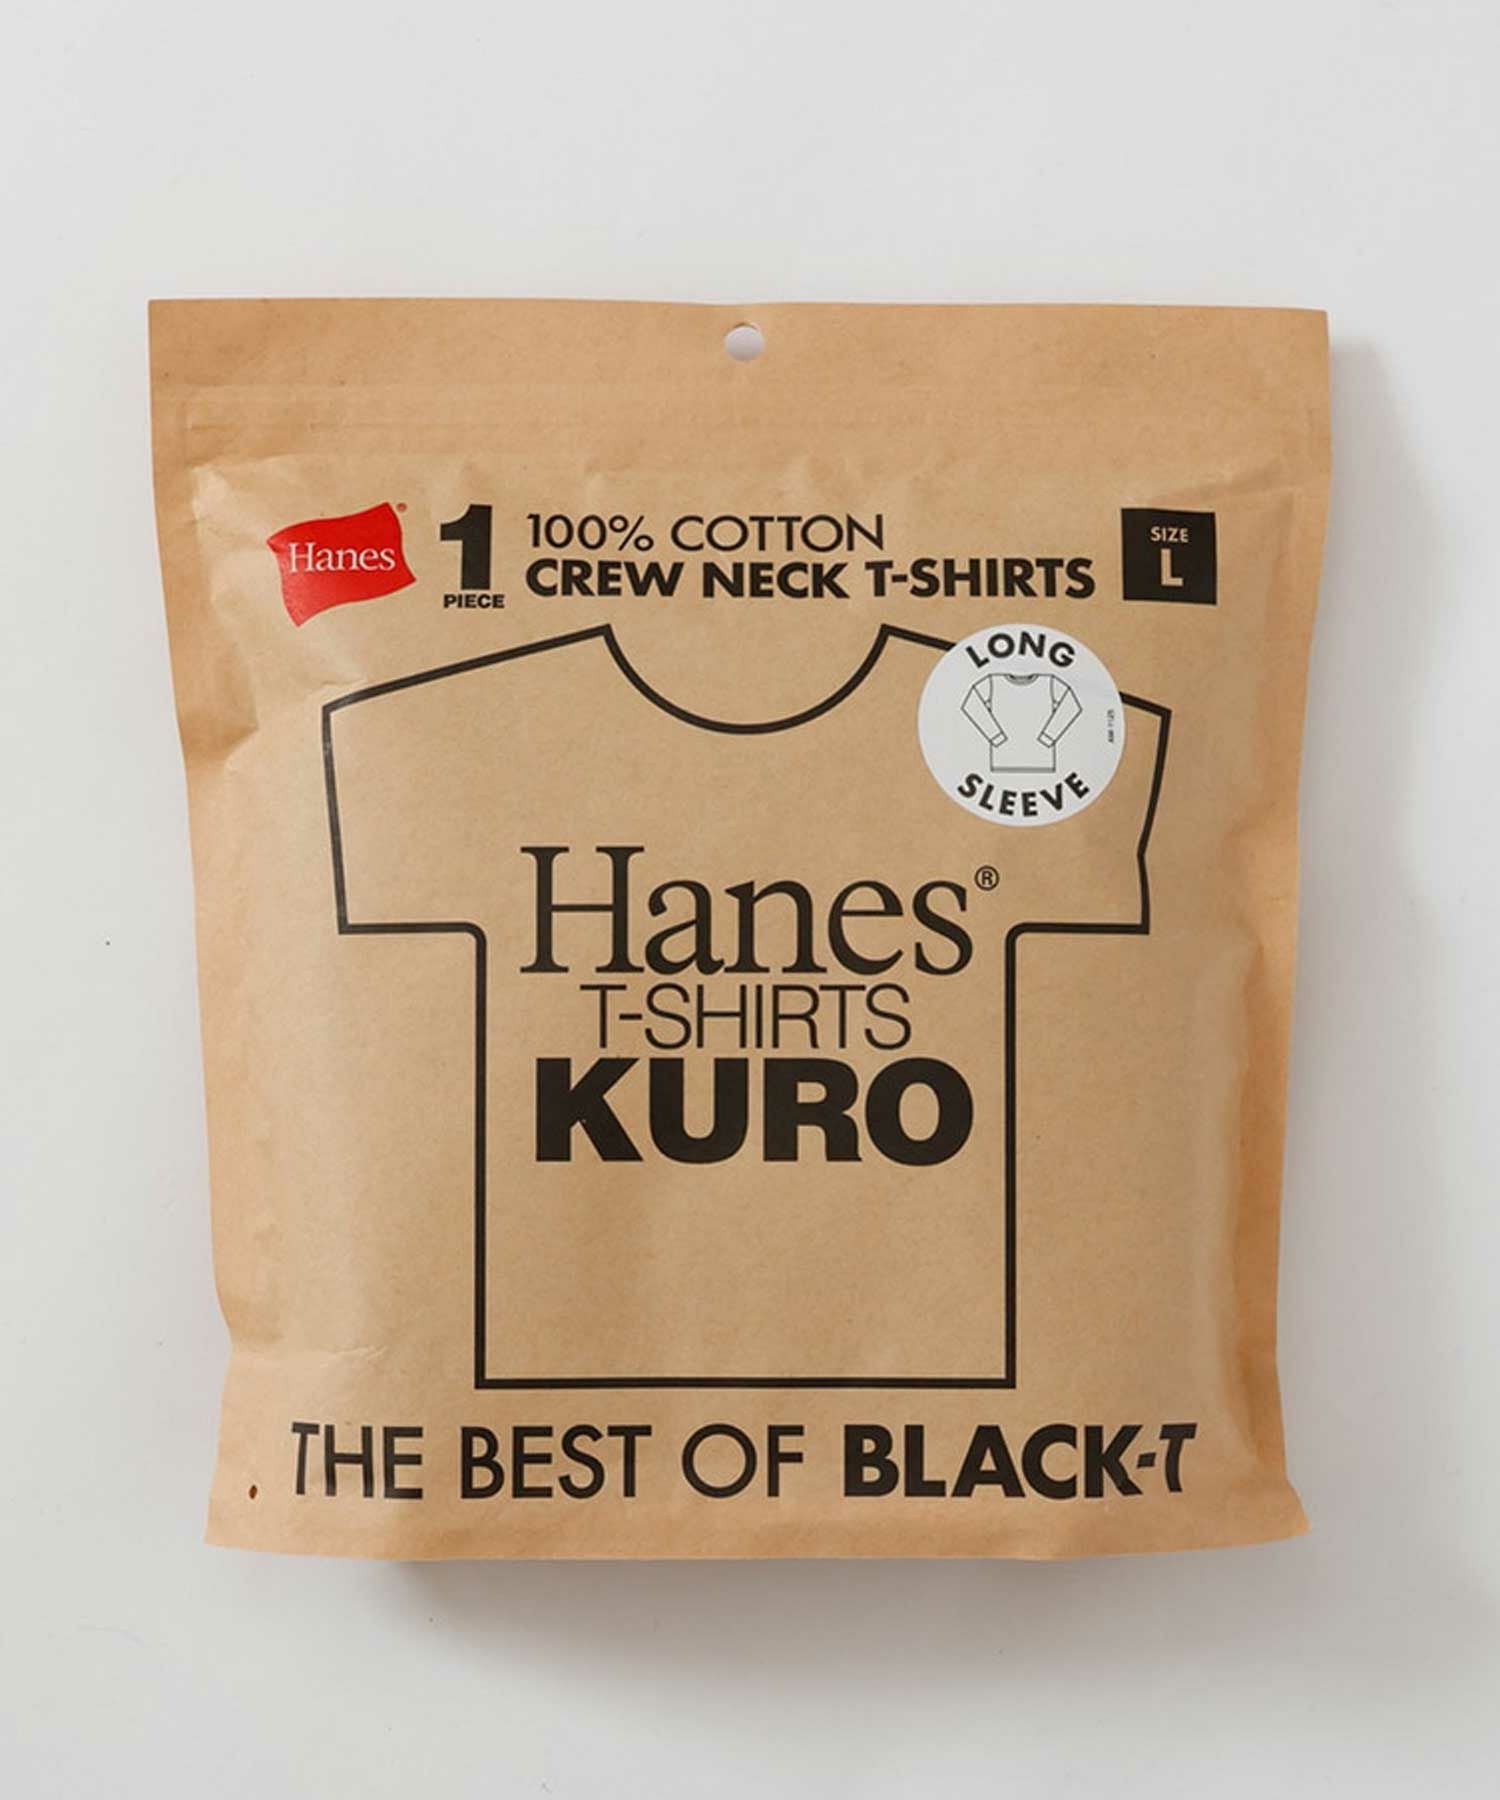 Hanes®
1
PIECE
100% COTTON
CREW NECK T-SHIRTS
SIZE
L
LONG
SLEEVE
Hanes®
T-SHIRTS
KURO
THE BEST OF BLACK-T